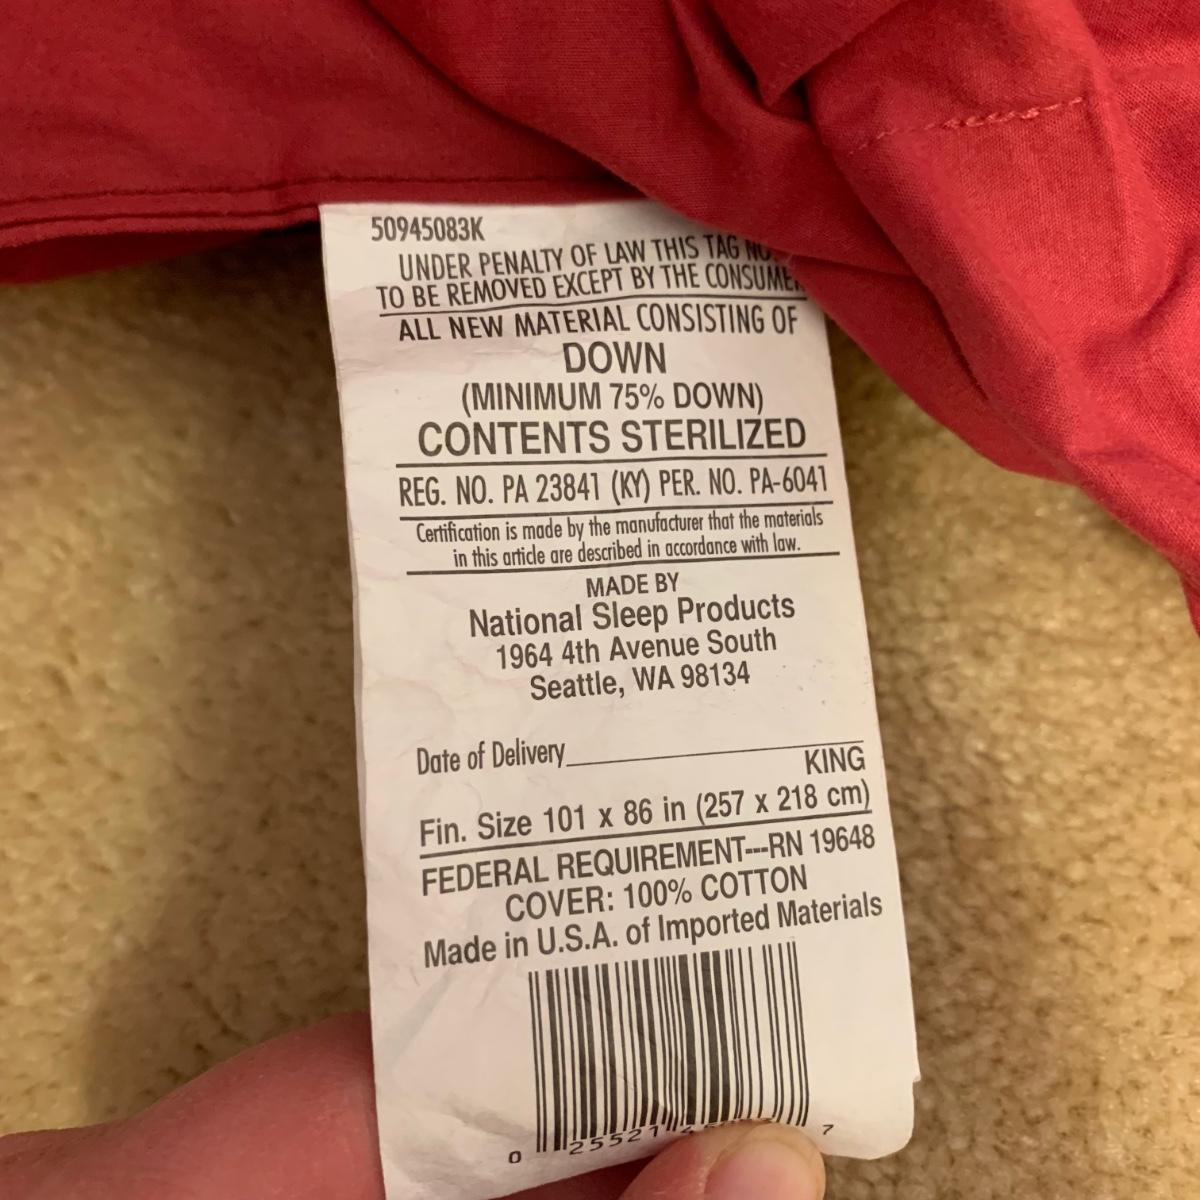 50945083K
UNDER PENALTY OF LAW THIS TAG
TO BE REMOVED EXCEPT BY THE CONSUMER
ALL NEW MATERIAL CONSISTING OF
DOWN
(MINIMUM 75% DOWN)
CONTENTS STERILIZED
REG. NO. PA 23841 (KY) PER. NO. PA-6041
Certification is made by the manufacturer that the materials
in this article are described in accordance with law.
MADE BY
National Sleep Products
1964 4th Avenue South
Seattle, WA 98134
Date of Delivery
KING
Fin. Size 101 x 86 in (257 x 218 cm)
FEDERAL REQUIREMENT---RN 19648
COVER: 100% COTTON
Made in U.S.A. of Imported Materials
0 25521 7